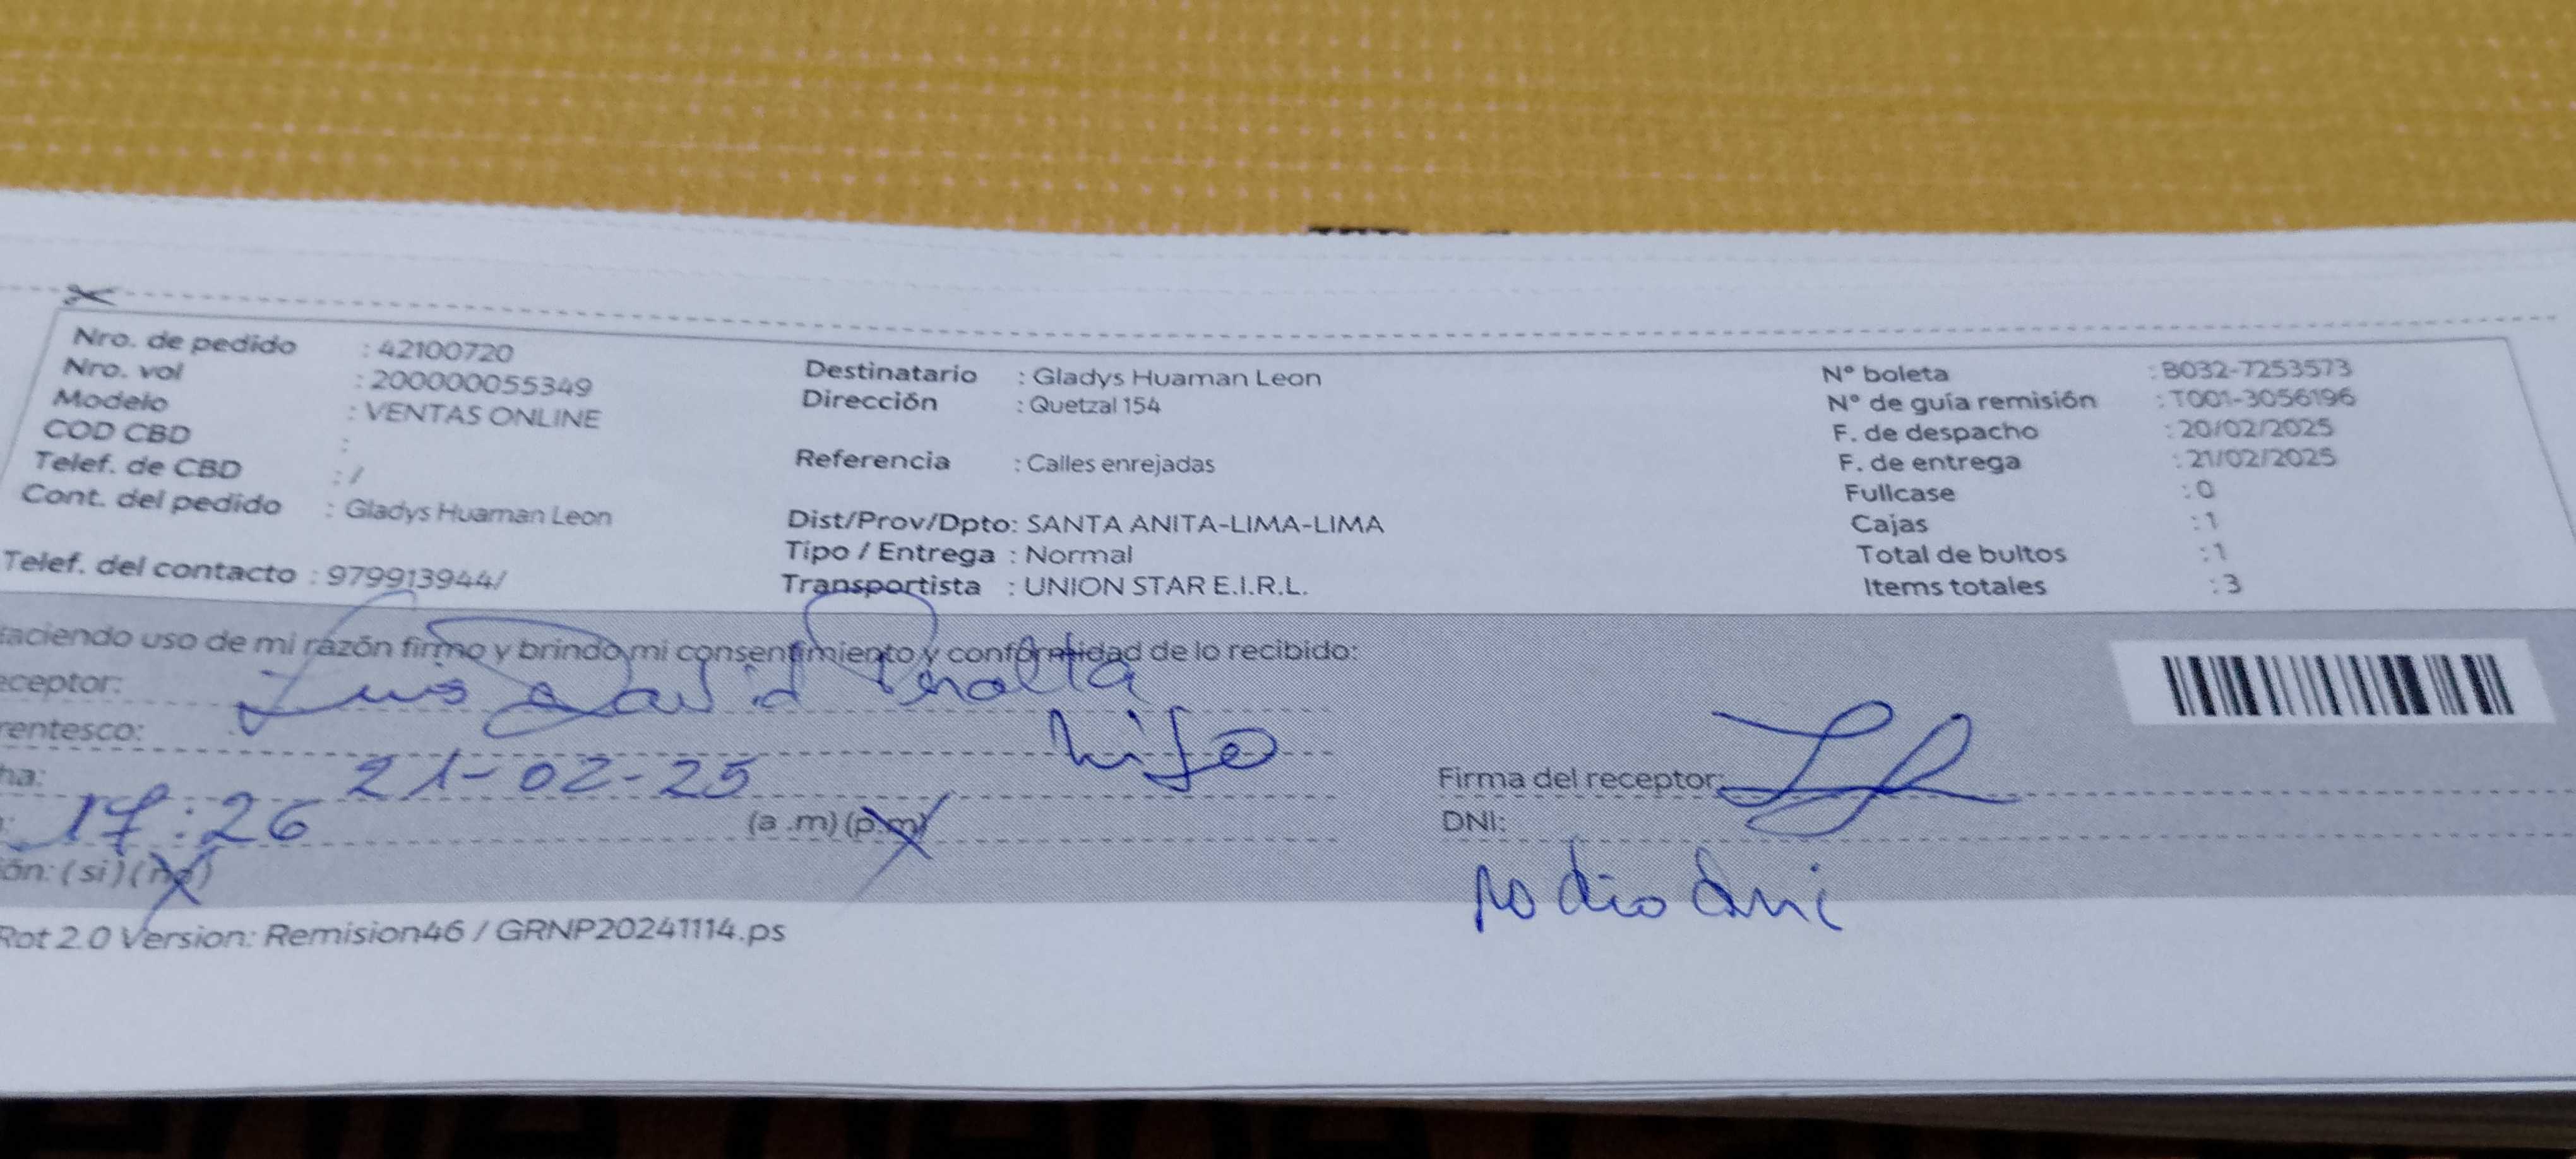 Nro. de pedido : 42100720
Nro. vol : 200000055349
Modelo : VENTAS ONLINE
COD CBD :
Telef. de CBD : /
Cont. del pedido : Gladys Huaman Leon
Telef. del contacto : 979913944/
Destinatario : Gladys Huaman Leon
Dirección : Quetzal 154
Referencia : Calles enrejadas
Dist/Prov/Dpto: SANTA ANITA-LIMA-LIMA
Tipo / Entrega : Normal
Transportista : UNION STAR E.I.R.L.
N° boleta : B032-7253573
N° de guía remisión : T001-3056196
F. de despacho : 20/02/2025
F. de entrega : 21/02/2025
Fullcase : 0
Cajas : 1
Total de bultos : 1
Items totales : 3
aciendo uso de mi razón firmo y brindo mi consentimiento y conformidad de lo recibido:
eceptor: Luis David Peralta
rentesco: hijo
ha: 21-02-25
: 17:26 (a .m) (p.m)
ón: (si) (no)
Firma del receptor:
DNI:
no dio dni
Rot 2.0 Version: Remision46 / GRNP20241114.ps